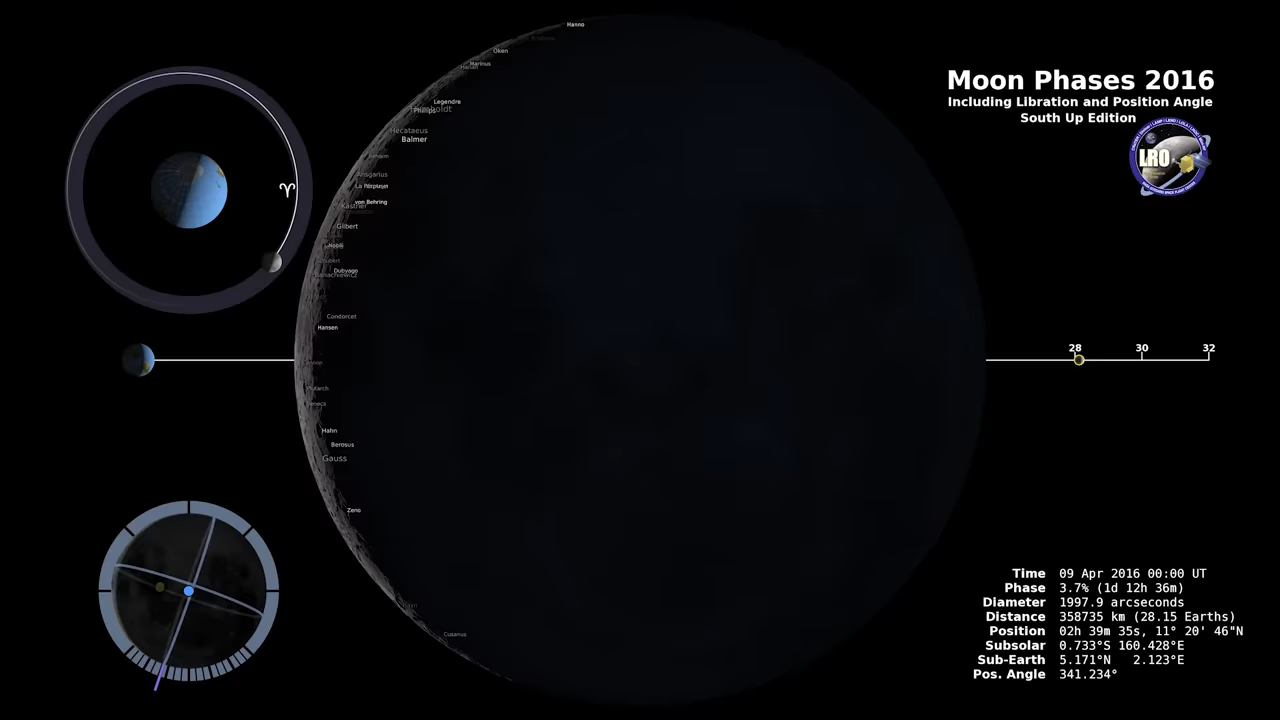 Moon Phases 2016
Including Libration and Position Angle
South Up Edition
LRO
Hanno
Oken
Marinus
Legendre
Phillips
Hecataeus
Balmer
Ansgarius
von Behring
Kästner
Gilbert
Nobili
Dubyago
Condorcet
Hansen
Plutarch
Seneca
Hahn
Berosus
Gauss
Zeno
Cusanus
♈
28 30 32
Time 09 Apr 2016 00:00 UT
Phase 3.7% (1d 12h 36m)
Diameter 1997.9 arcseconds
Distance 358735 km (28.15 Earths)
Position 02h 39m 35s, 11° 20' 46"N
Subsolar 0.733°S 160.428°E
Sub-Earth 5.171°N 2.123°E
Pos. Angle 341.234°